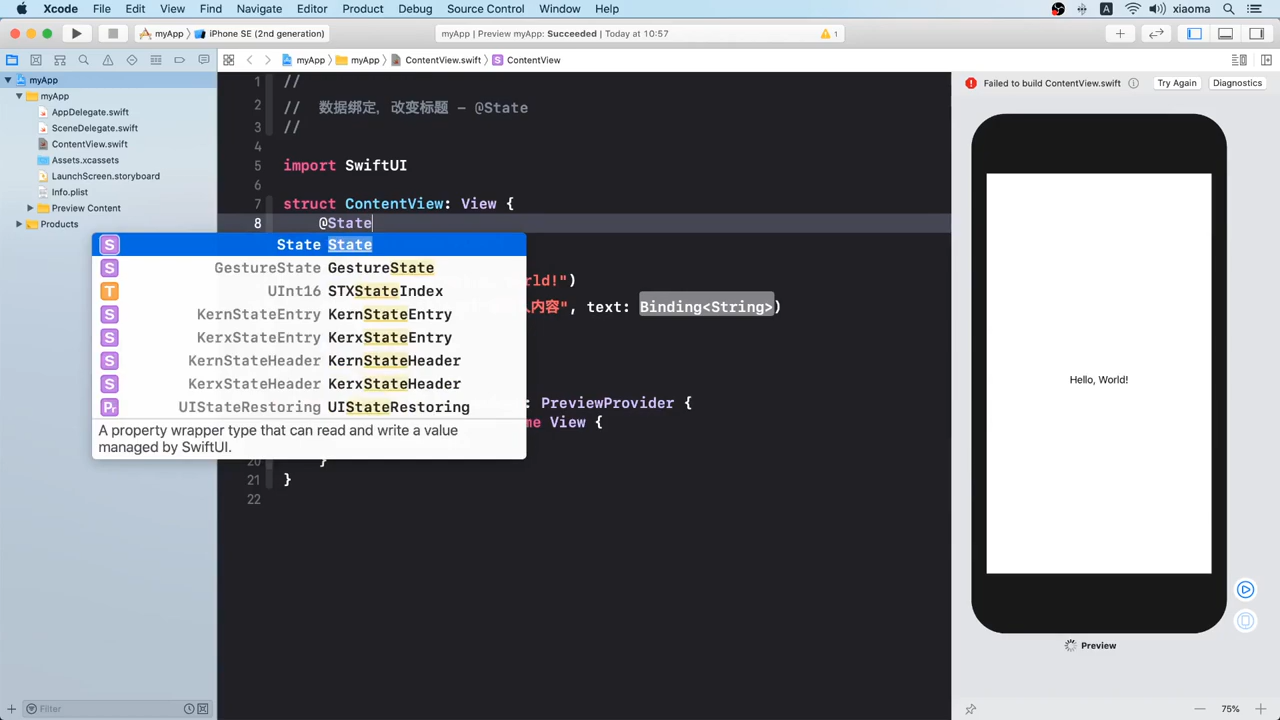 Xcode File Edit View Find Navigate Editor Product Debug Source Control Window Help xiaoma
myApp iPhone SE (2nd generation) myApp | Preview myApp: Succeeded | Today at 10:57 1
myApp myApp ContentView.swift ContentView
myApp
myApp
AppDelegate.swift
SceneDelegate.swift
ContentView.swift
Assets.xcassets
LaunchScreen.storyboard
Info.plist
Preview Content
Products
Filter
1 //
2 // 数据绑定, 改变标题 - @State
3 //
4
5 import SwiftUI
6
7 struct ContentView: View {
8 @State
State State
GestureState GestureState
UInt16 STXStateIndex
KernStateEntry KernStateEntry
KerxStateEntry KerxStateEntry
KernStateHeader KernStateHeader
KerxStateHeader KerxStateHeader
UIStateRestoring UIStateRestoring
A property wrapper type that can read and write a value
managed by SwiftUI.
rld!")
入内容", text: Binding<String>)
: PreviewProvider {
me View {
20 }
21 }
22
Failed to build ContentView.swift Try Again Diagnostics
Hello, World!
Preview
75%